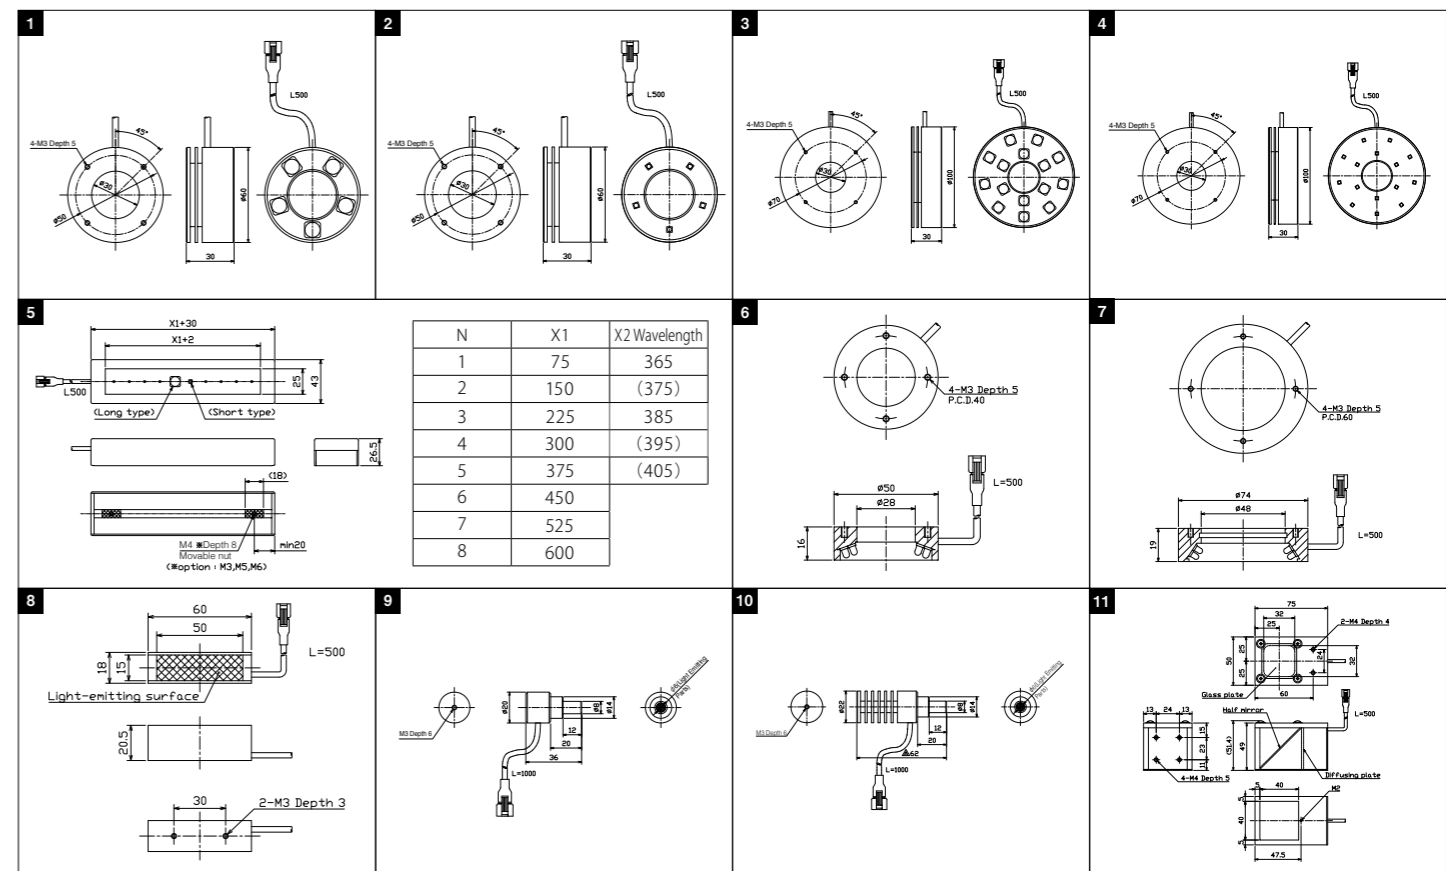 1
4-M3 Depth 5
45°
ø30
ø50
ø60
30
L500
2
4-M3 Depth 5
45°
ø30
ø50
ø60
30
L500
3
4-M3 Depth 5
45°
ø30
ø70
ø100
30
L500
4
4-M3 Depth 5
45°
ø30
ø70
ø100
30
L500
5
X1+30
X1+2
25
43
L500
(Long type)
(Short type)
26.5
(18)
M4 ※Depth 8
Movable nut
min20
(※option : M3,M5,M6)
N X1 X2 Wavelength
1 75 365
2 150 (375)
3 225 385
4 300 (395)
5 375 (405)
6 450
7 525
8 600
6
4-M3 Depth 5
P.C.D.40
ø50
ø28
L=500
16
7
4-M3 Depth 5
P.C.D.60
ø74
ø48
L=500
19
8
60
50
18
15
L=500
Light-emitting surface
20.5
30
2-M3 Depth 3
9
M3 Depth 6
ø20
ø8
ø14
12
20
36
L=1000
10
M3 Depth 6
ø22
ø8
ø14
12
20
62
L=1000
11
75
32
25
2-M4 Depth 4
50
25
25
24
32
Glass plate
60
13 24 13
Half mirror
L=500
15
23
11
(51.4)
49
4-M4 Depth 5
Diffusing plate
5
40
M2
5
40
5
47.5